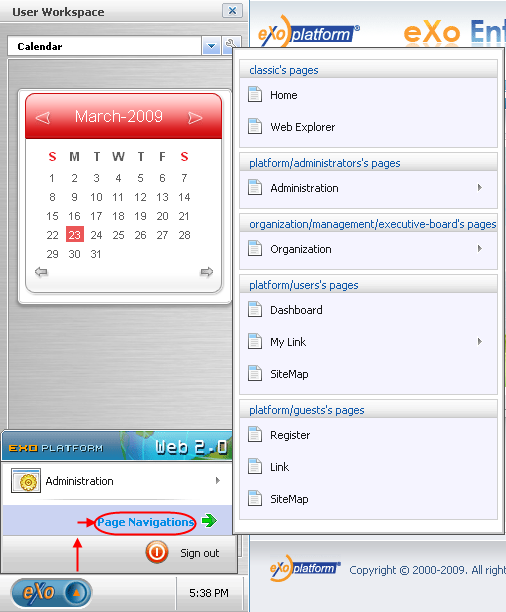 User Workspace
Calendar
March-2009
S M T W T F S
1 2 3 4 5 6 7
8 9 10 11 12 13 14
15 16 17 18 19 20 21
22 23 24 25 26 27 28
29 30 31
EXO PLATFORM Web 2.0
Administration
Page Navigations
Sign out
eXo
5:38 PM
eXo platform®
eXo Ent
classic's pages
Home
Web Explorer
platform/administrators's pages
Administration
organization/management/executive-board's pages
Organization
platform/users's pages
Dashboard
My Link
SiteMap
platform/guests's pages
Register
Link
SiteMap
eXo platform®
Copyright © 2000-2009. All right